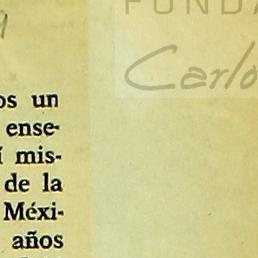 FUNDA
Carlo
os un
ense-
í mis-
de la
Méxi-
años